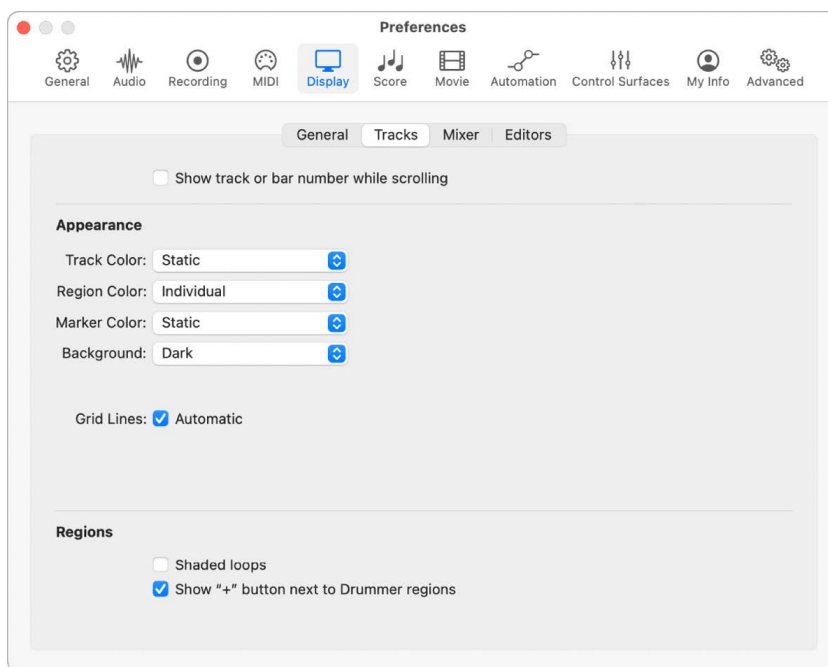 Preferences
General Audio Recording MIDI Display Score Movie Automation Control Surfaces My Info Advanced
General Tracks Mixer Editors
Show track or bar number while scrolling
Appearance
Track Color: Static
Region Color: Individual
Marker Color: Static
Background: Dark
Grid Lines: Automatic
Regions
Shaded loops
Show “+” button next to Drummer regions